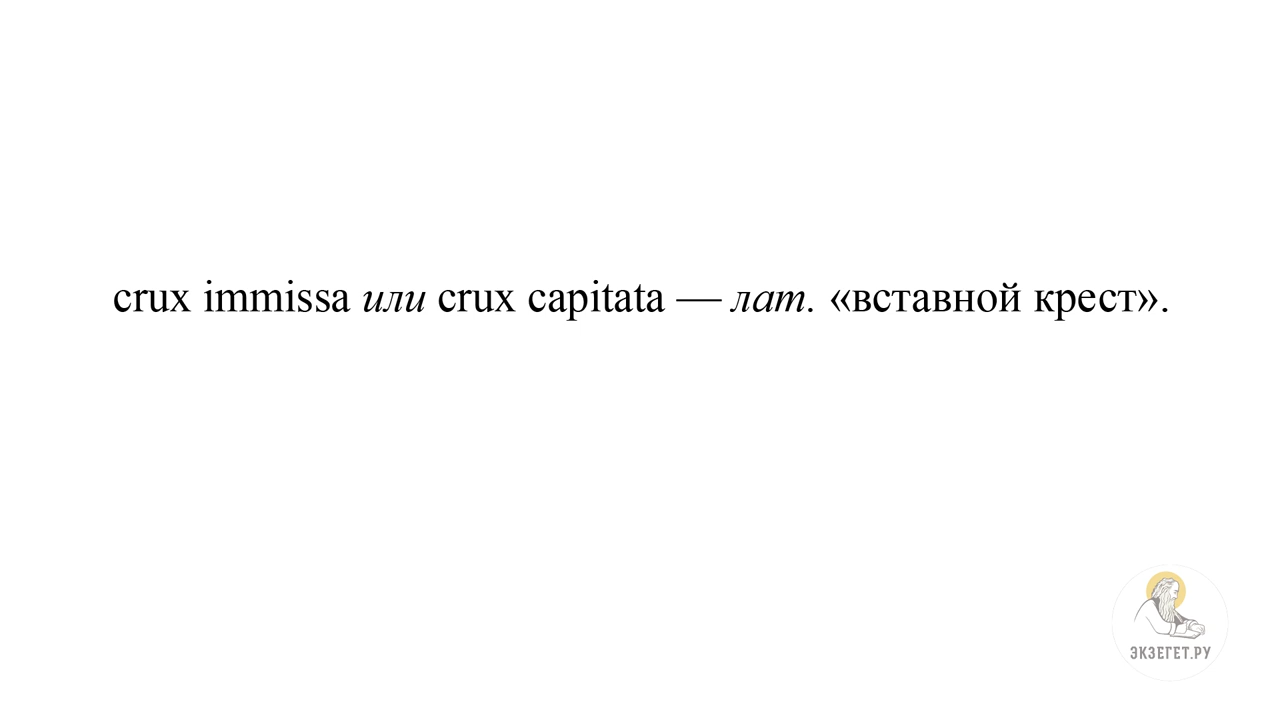 crux immissa или crux capitata — лат. «вставной крест».
ЭКЗЕГЕТ.РУ